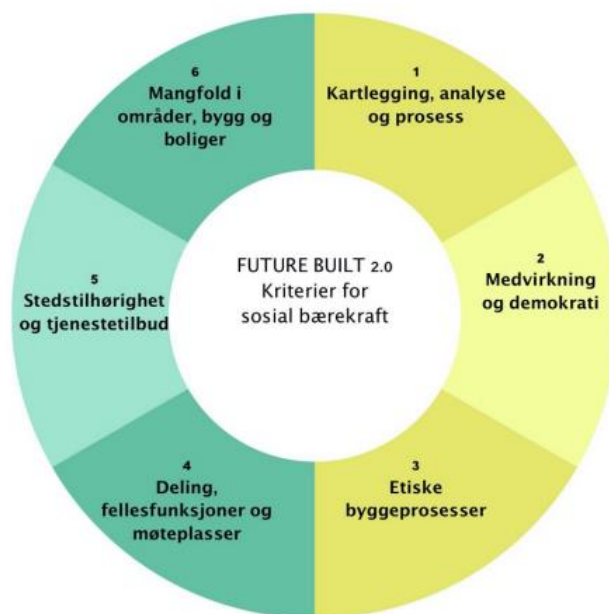 FUTURE BUILT 2.0
Kriterier for
sosial bærekraft
1
Kartlegging, analyse
og prosess
2
Medvirkning
og demokrati
3
Etiske
byggeprosesser
4
Deling,
fellesfunksjoner og
møteplasser
5
Stedstilhørighet
og tjenestetilbud
6
Mangfold i
områder, bygg og
boliger